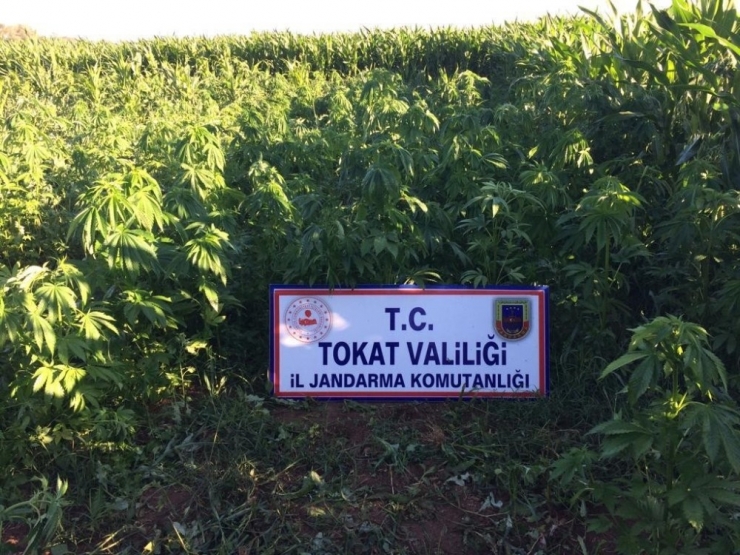 T.C.
TOKAT VALİLİĞİ
İL JANDARMA KOMUTANLIĞI